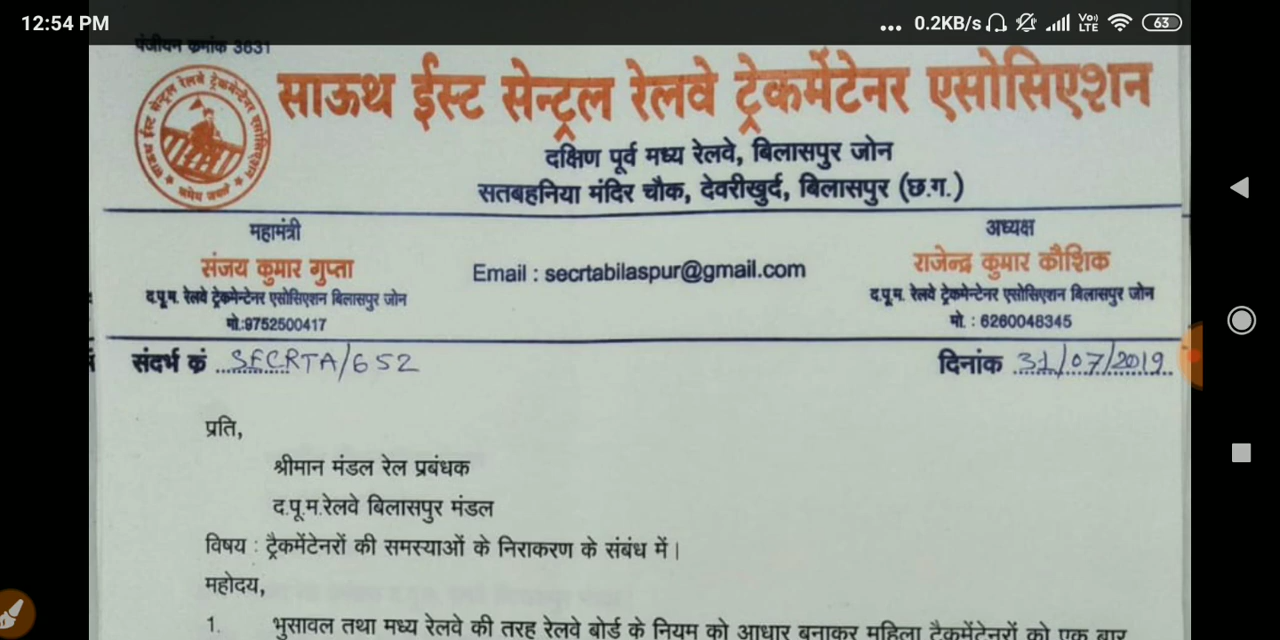 12:54 PM
... 0.2KB/s
Vo)) LTE
63
पंजीयन क्रमांक 3631
साऊथ ईस्ट सेन्ट्रल रेलवे ट्रेकमेंटेनर एसोसिएशन
दक्षिण पूर्व मध्य रेलवे, बिलासपुर जोन
सतबहनिया मंदिर चौक, देवरीखुर्द, बिलासपुर (छ.ग.)
महामंत्री
संजय कुमार गुप्ता
द.पू.म. रेलवे ट्रेकमेन्टेनर एसोसिएशन बिलासपुर जोन
मो.:9752500417
Email : secrtabilaspur@gmail.com
अध्यक्ष
राजेन्द्र कुमार कौशिक
द.पू.म. रेलवे ट्रेकमेन्टेनर एसोसिएशन बिलासपुर जोन
मो. : 6260048345
संदर्भ कं SECRTA/652
दिनांक 31/07/2019
प्रति,
श्रीमान मंडल रेल प्रबंधक
द.पू.म.रेलवे बिलासपुर मंडल
विषय : ट्रैकमेंटेनरों की समस्याओं के निराकरण के संबंध में।
महोदय,
1. भुसावल तथा मध्य रेलवे की तरह रेलवे बोर्ड के नियम को आधार बनाकर महिला ट्रैकमेंटेनरों को एक बार